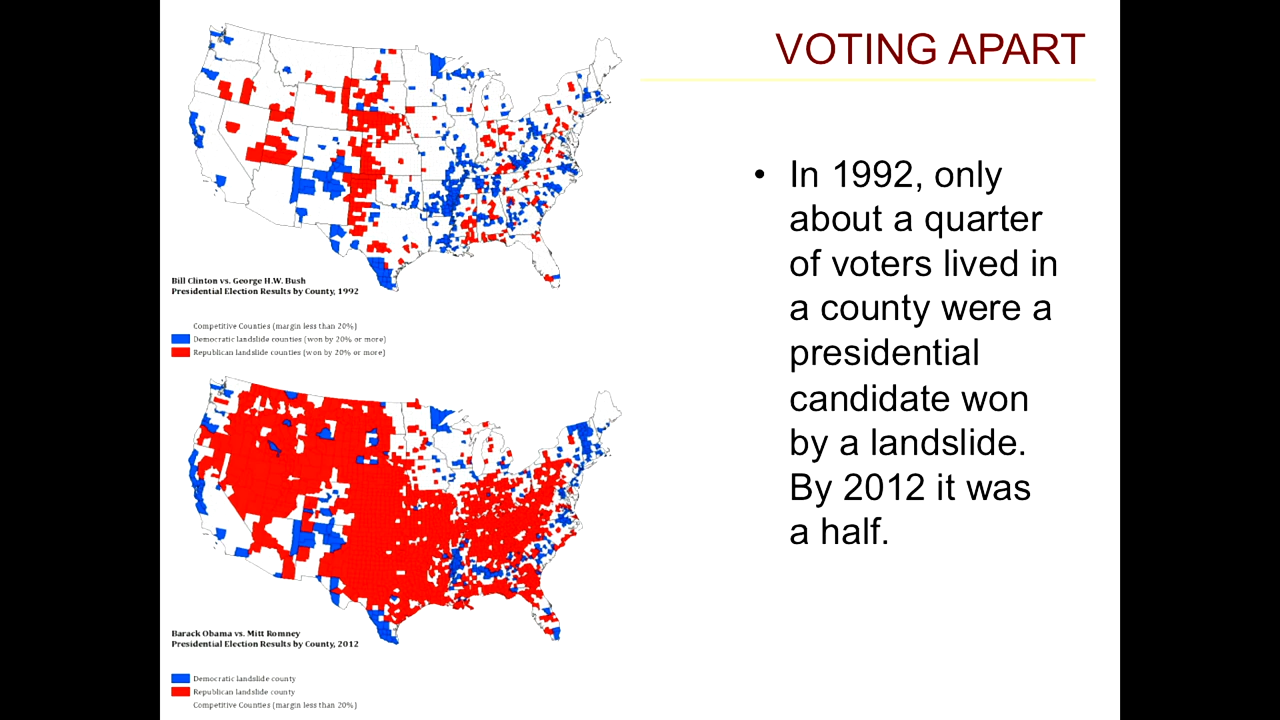 VOTING APART
• In 1992, only
about a quarter
of voters lived in
a county were a
presidential
candidate won
by a landslide.
By 2012 it was
a half.
Bill Clinton vs. George H.W. Bush
Presidential Election Results by County, 1992
Competitive Counties (margin less than 20%)
Democratic landslide counties (won by 20% or more)
Republican landslide counties (won by 20% or more)
Barack Obama vs. Mitt Romney
Presidential Election Results by County, 2012
Democratic landslide county
Republican landslide county
Competitive Counties (margin less than 20%)